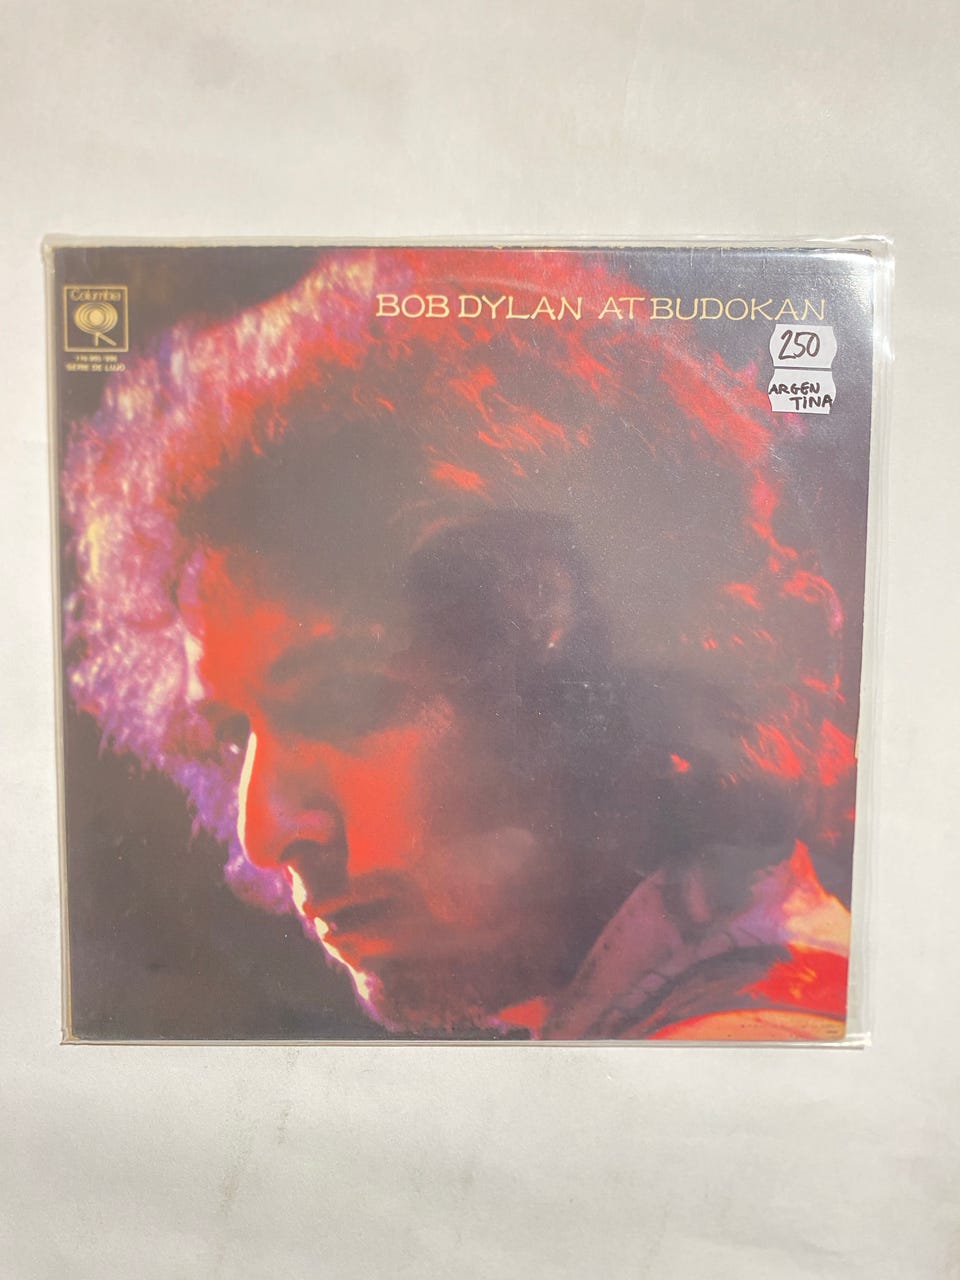 Columbia
BOB DYLAN AT BUDOKAN
SERIE DE LUJO
250
ARGEN
TINA